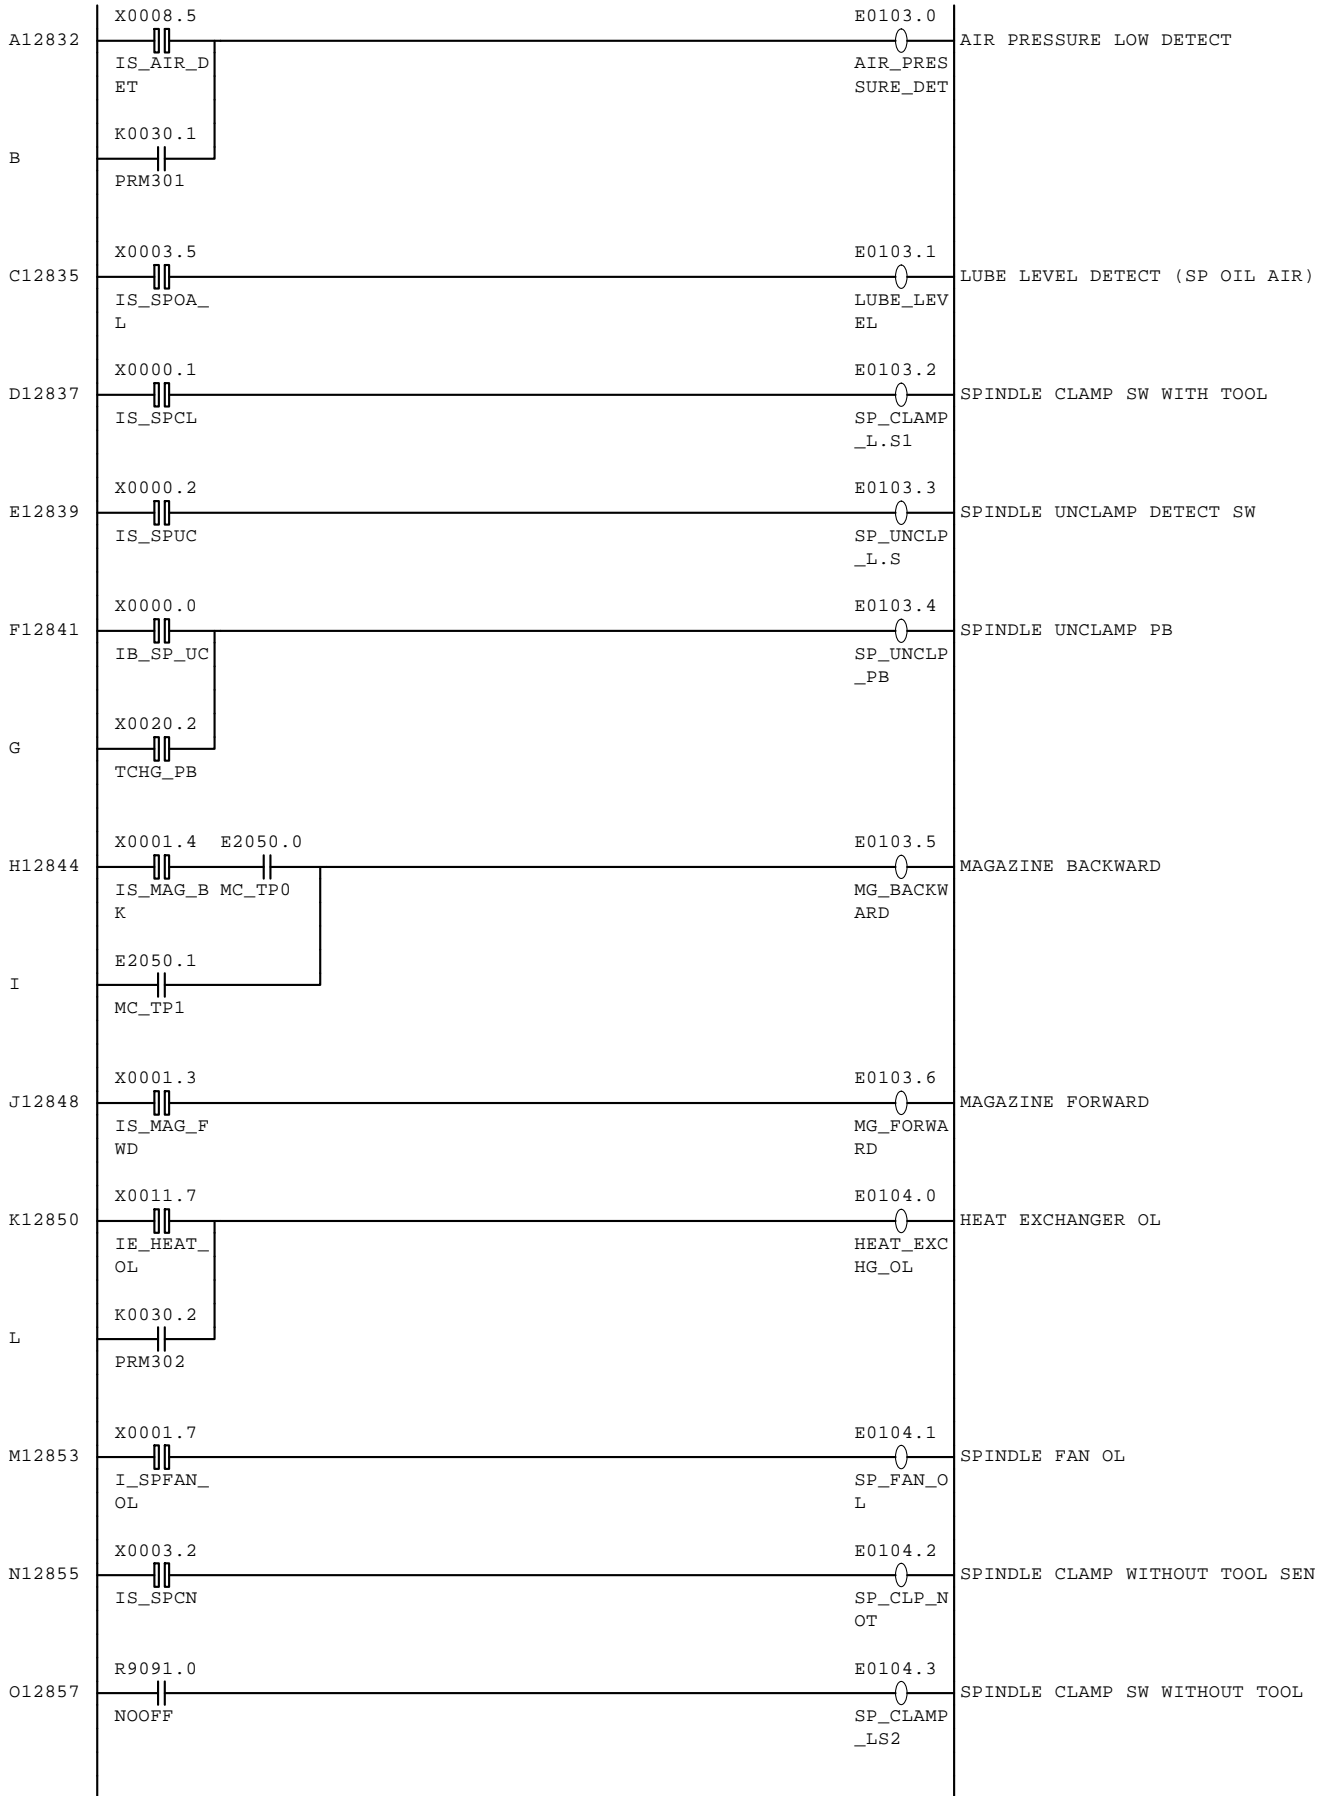 X0008.5 E0103.0
A12832 AIR PRESSURE LOW DETECT
IS_AIR_D AIR_PRES
ET SURE_DET
K0030.1
B
PRM301
X0003.5 E0103.1
C12835 LUBE LEVEL DETECT (SP OIL AIR)
IS_SPOA_ LUBE_LEV
L EL
X0000.1 E0103.2
D12837 SPINDLE CLAMP SW WITH TOOL
IS_SPCL SP_CLAMP
_L.S1
X0000.2 E0103.3
E12839 SPINDLE UNCLAMP DETECT SW
IS_SPUC SP_UNCLP
_L.S
X0000.0 E0103.4
F12841 SPINDLE UNCLAMP PB
IB_SP_UC SP_UNCLP
_PB
X0020.2
G
TCHG_PB
X0001.4 E2050.0 E0103.5
H12844 MAGAZINE BACKWARD
IS_MAG_B MC_TP0 MG_BACKW
K ARD
E2050.1
I
MC_TP1
X0001.3 E0103.6
J12848 MAGAZINE FORWARD
IS_MAG_F MG_FORWA
WD RD
X0011.7 E0104.0
K12850 HEAT EXCHANGER OL
IE_HEAT_ HEAT_EXC
OL HG_OL
K0030.2
L
PRM302
X0001.7 E0104.1
M12853 SPINDLE FAN OL
I_SPFAN_ SP_FAN_O
OL L
X0003.2 E0104.2
N12855 SPINDLE CLAMP WITHOUT TOOL SEN
IS_SPCN SP_CLP_N
OT
R9091.0 E0104.3
O12857 SPINDLE CLAMP SW WITHOUT TOOL
NOOFF SP_CLAMP
_LS2